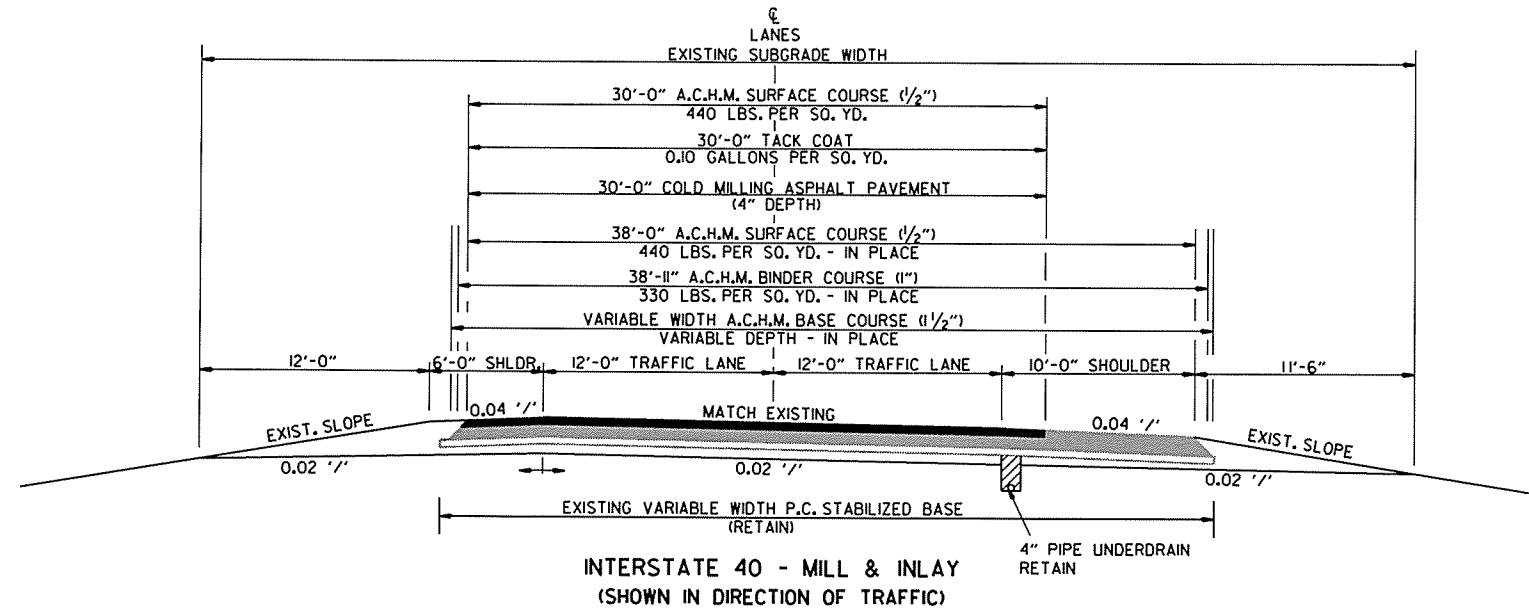 ℄
LANES
EXISTING SUBGRADE WIDTH
30'-0" A.C.H.M. SURFACE COURSE (1/2")
440 LBS. PER SQ. YD.
30'-0" TACK COAT
0.10 GALLONS PER SQ. YD.
30'-0" COLD MILLING ASPHALT PAVEMENT
(4" DEPTH)
38'-0" A.C.H.M. SURFACE COURSE (1/2")
440 LBS. PER SQ. YD. - IN PLACE
38'-11" A.C.H.M. BINDER COURSE (1")
330 LBS. PER SQ. YD. - IN PLACE
VARIABLE WIDTH A.C.H.M. BASE COURSE (1 1/2")
VARIABLE DEPTH - IN PLACE
12'-0" 6'-0" SHLDR. 12'-0" TRAFFIC LANE 12'-0" TRAFFIC LANE 10'-0" SHOULDER 11'-6"
0.04 '/' MATCH EXISTING 0.04 '/'
EXIST. SLOPE EXIST. SLOPE
0.02 '/' 0.02 '/' 0.02 '/'
EXISTING VARIABLE WIDTH P.C. STABILIZED BASE
(RETAIN)
4" PIPE UNDERDRAIN
RETAIN
INTERSTATE 40 - MILL & INLAY
(SHOWN IN DIRECTION OF TRAFFIC)